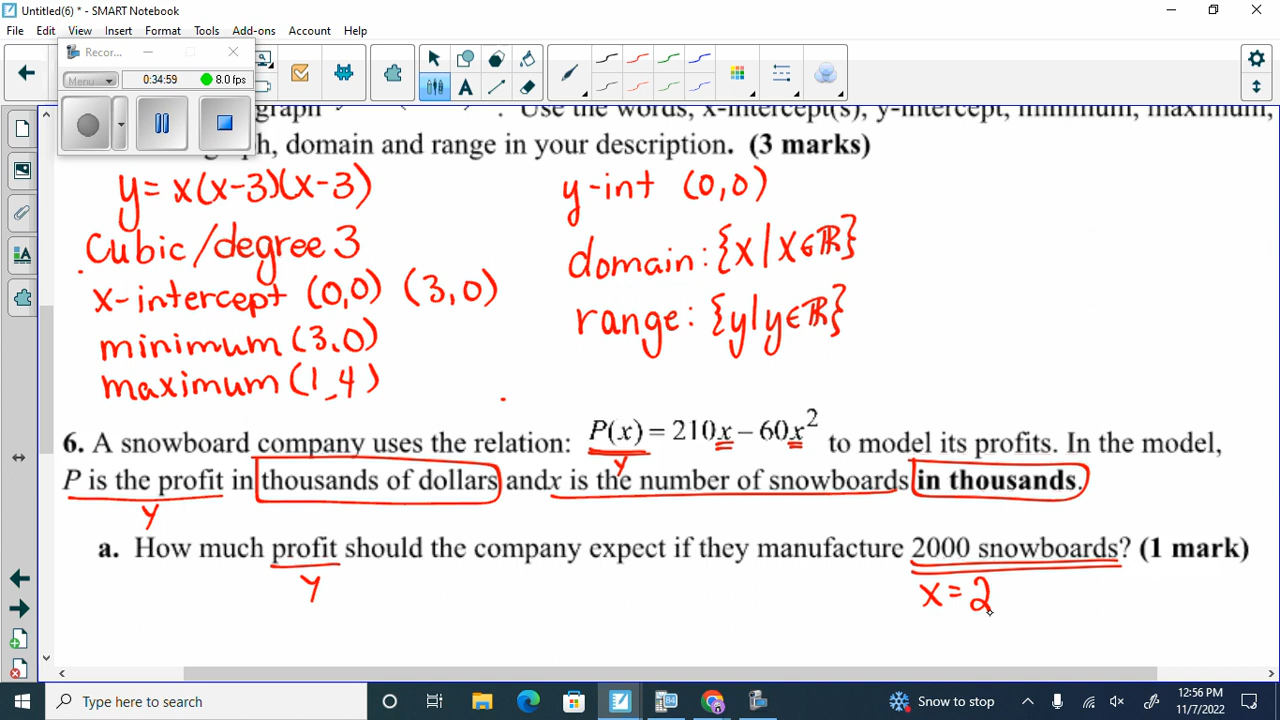 Untitled(6) * - SMART Notebook
File Edit View Insert Format Tools Add-ons Account Help
Recor...
Menu 0:34:59 8.0 fps
graph . Use the words, x-intercept(s), y-intercept, minimum, maximum,
, domain and range in your description. (3 marks)
y= x(x-3)(x-3)
y-int (0,0)
Cubic/degree 3
domain: {x|x∈ℝ}
x-intercept (0,0) (3,0)
range: {y|y∈ℝ}
minimum (3,0)
maximum (1,4)
6. A snowboard company uses the relation: P(x) = 210x – 60x² to model its profits. In the model,
y
P is the profit in thousands of dollars andx is the number of snowboards in thousands.
y
a. How much profit should the company expect if they manufacture 2000 snowboards? (1 mark)
y
x = 2
Type here to search
Snow to stop
12:56 PM
11/7/2022